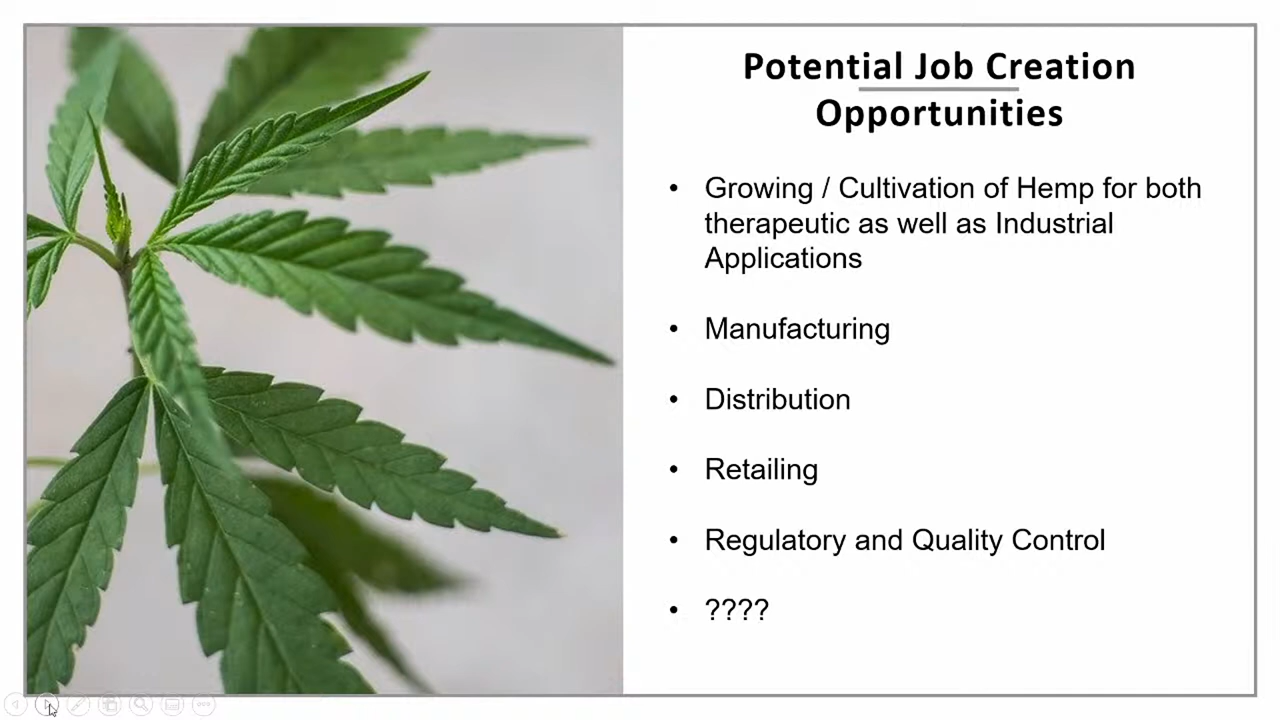 Potential Job Creation
Opportunities
• Growing / Cultivation of Hemp for both
therapeutic as well as Industrial
Applications
• Manufacturing
• Distribution
• Retailing
• Regulatory and Quality Control
• ????